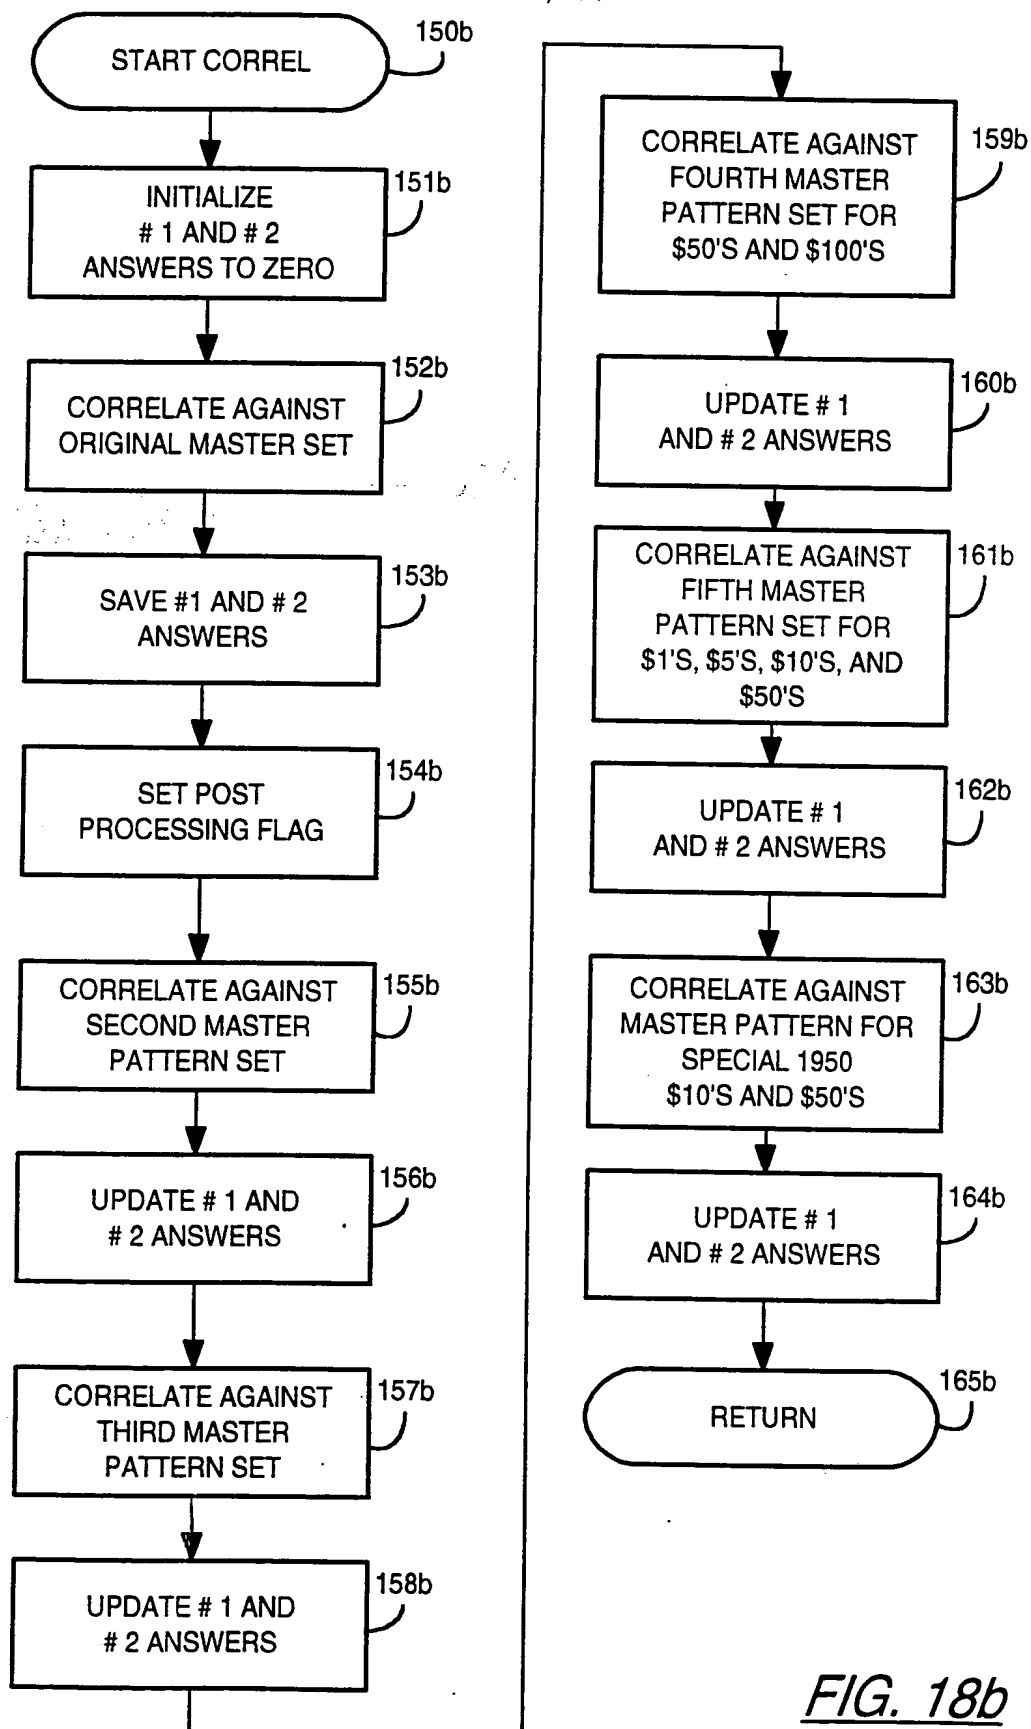 START CORREL
150b
INITIALIZE
# 1 AND # 2
ANSWERS TO ZERO
151b
CORRELATE AGAINST
ORIGINAL MASTER SET
152b
SAVE #1 AND # 2
ANSWERS
153b
SET POST
PROCESSING FLAG
154b
CORRELATE AGAINST
SECOND MASTER
PATTERN SET
155b
UPDATE # 1 AND
# 2 ANSWERS
156b
CORRELATE AGAINST
THIRD MASTER
PATTERN SET
157b
UPDATE # 1 AND
# 2 ANSWERS
158b
CORRELATE AGAINST
FOURTH MASTER
PATTERN SET FOR
$50'S AND $100'S
159b
UPDATE # 1
AND # 2 ANSWERS
160b
CORRELATE AGAINST
FIFTH MASTER
PATTERN SET FOR
$1'S, $5'S, $10'S, AND
$50'S
161b
UPDATE # 1
AND # 2 ANSWERS
162b
CORRELATE AGAINST
MASTER PATTERN FOR
SPECIAL 1950
$10'S AND $50'S
163b
UPDATE # 1
AND # 2 ANSWERS
164b
RETURN
165b
FIG. 18b